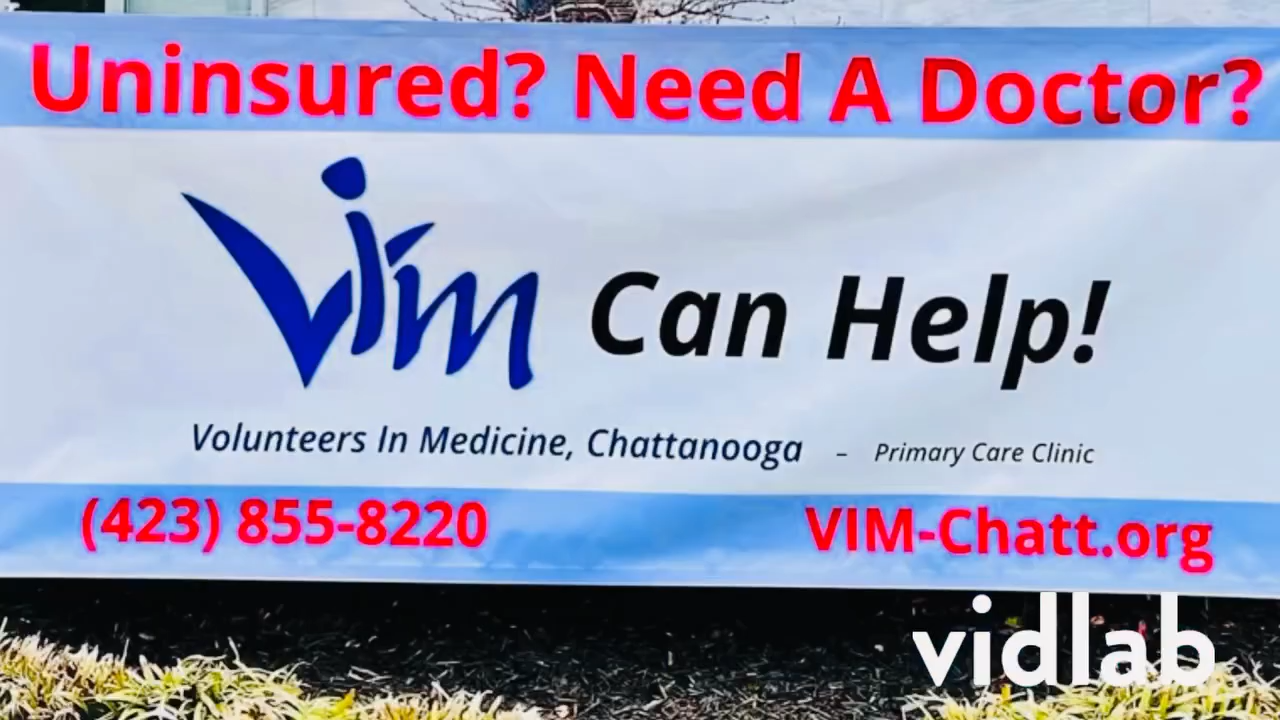 Uninsured? Need A Doctor?
vim Can Help!
Volunteers In Medicine, Chattanooga – Primary Care Clinic
(423) 855-8220 VIM-Chatt.org
vidlab